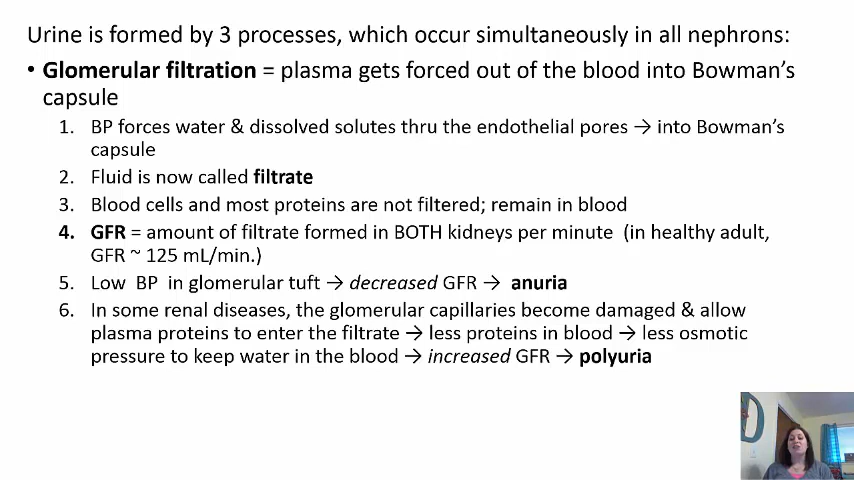 Urine is formed by 3 processes, which occur simultaneously in all nephrons:
• Glomerular filtration = plasma gets forced out of the blood into Bowman's
capsule
1. BP forces water & dissolved solutes thru the endothelial pores → into Bowman's
capsule
2. Fluid is now called filtrate
3. Blood cells and most proteins are not filtered; remain in blood
4. GFR = amount of filtrate formed in BOTH kidneys per minute (in healthy adult,
GFR ~ 125 mL/min.)
5. Low BP in glomerular tuft → decreased GFR → anuria
6. In some renal diseases, the glomerular capillaries become damaged & allow
plasma proteins to enter the filtrate → less proteins in blood → less osmotic
pressure to keep water in the blood → increased GFR → polyuria